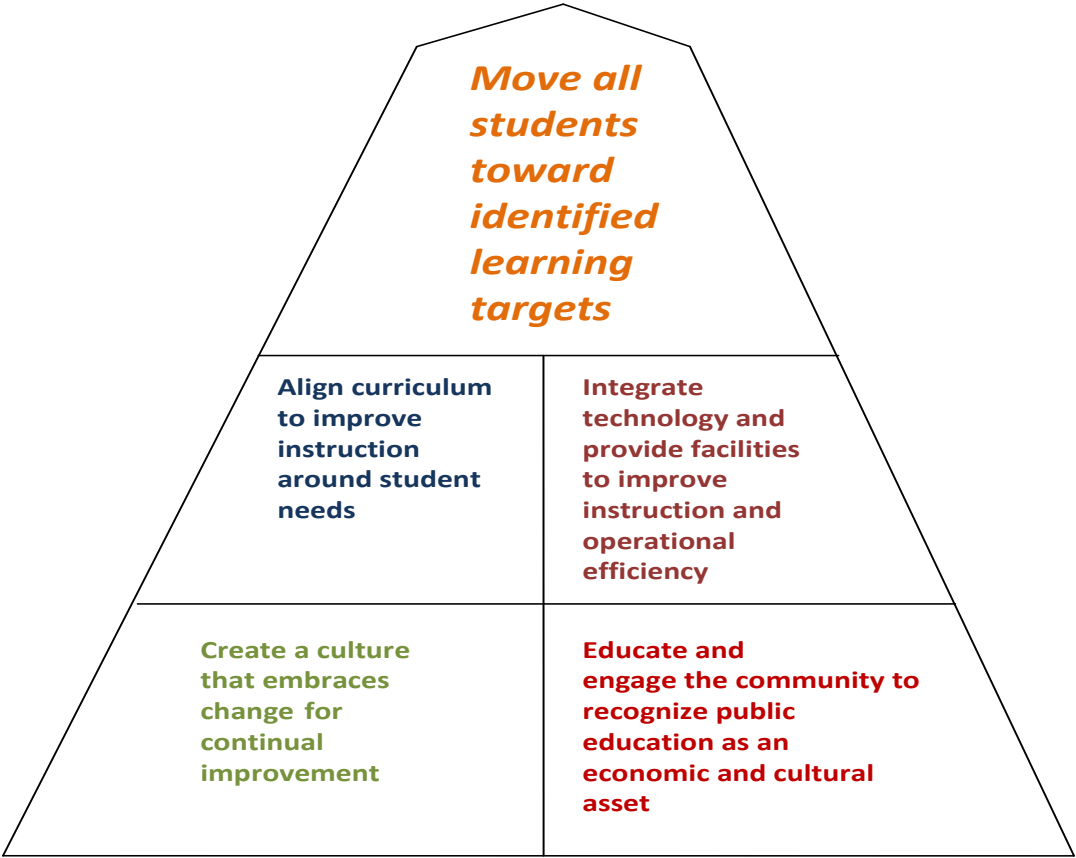 Move all
students
toward
identified
learning
targets
Align curriculum
to improve
instruction
around student
needs
Integrate
technology and
provide facilities
to improve
instruction and
operational
efficiency
Create a culture
that embraces
change for
continual
improvement
Educate and
engage the community to
recognize public
education as an
economic and cultural
asset